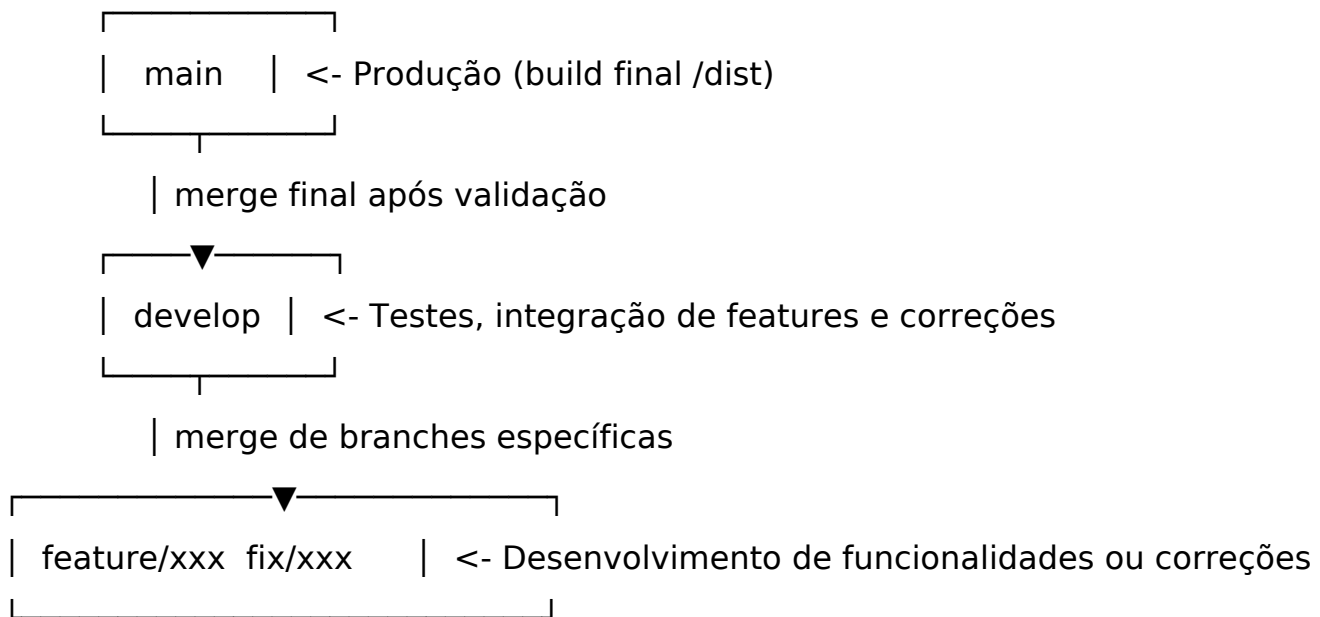 main <- Produção (build final /dist)
merge final após validação
develop <- Testes, integração de features e correções
merge de branches específicas
feature/xxx fix/xxx <- Desenvolvimento de funcionalidades ou correções